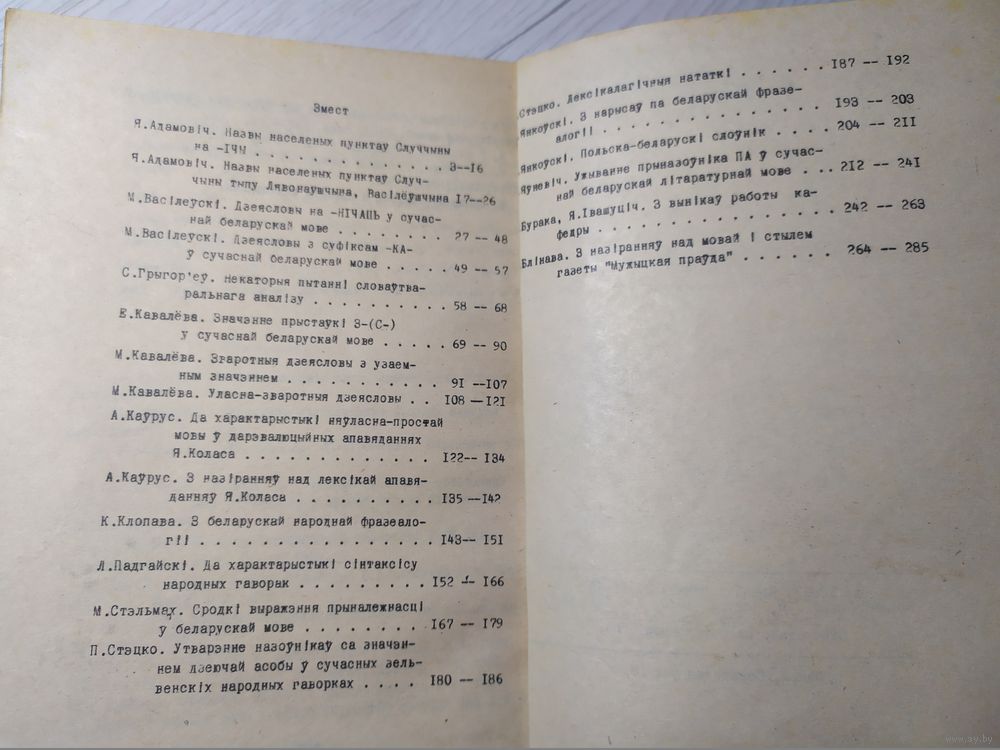 Змест
Я.Адамовіч. Назвы населеных пунктаў Случчыны
на -ІЧЫ . . . . . . . . . . . . . 3--16
Я.Адамовіч. Назвы населеных пунктаў Случ-
чыны тыпу Лявонаўшчына, Васілёўшчына 17--26
М.Васілеўскі. Дзеясловы на -НІЧАЦЬ у сучас-
най беларускай мове . . . . . . . . 27 -- 48
М.Васілеўскі. Дзеясловы з суфіксам -КА-
ў сучаснай беларускай мове . . . . . 49 -- 57
С.Грыгор'еў. Некаторыя пытанні словаўтва-
ральнага аналізу . . . . . . . . . . 58 -- 68
Е.Кавалёва. Значэнне прыстаўкі З-(С-)
у сучаснай беларускай мове . . . . . 69 -- 90
М.Кавалёва. Зваротныя дзеясловы з узаем-
ным значэннем . . . . . . . . . . . 91 --107
М.Кавалёва. Уласна-зваротныя дзеясловы . . 108 --121
А.Каўрус. Да характарыстыкі няўласна-простай
мовы ў дарэвалюцыйных апавяданнях
Я.Коласа . . . . . . . . . . . . . 122-- 134
А.Каўрус. З назіранняў над лексікай апавя-
данняў Я.Коласа . . . . . . . . . . 135 --142
К.Клопава. З беларускай народнай фразеало-
гіі . . . . . . . . . . . . . . . . 143-- 151
Л.Падгайскі. Да характарыстыкі сінтаксісу
народных гаворак . . . . . . . . . 152 -- 166
М.Стэльмах. Сродкі выражэння прыналежнасці
ў беларускай мове . . . . . . . . . 167 -- 179
П.Сцяцко. Утварэнне назоўнікаў са значэн-
нем дзеючай асобы ў сучасных зель-
венскіх народных гаворках . . . . 180 -- 186
Сцяцко. Лексікалагічныя нататкі . . . . . . 187 -- 192
Янкоўскі. З нарысаў па беларускай фразе-
алогіі . . . . . . . . . . . . . 193 -- 203
Янкоўскі. Польска-беларускі слоўнік . . . . 204 -- 211
Яўневіч. Ужыванне прыназоўніка ПА ў сучас-
най беларускай літаратурнай мове . . . 212 -- 241
Бурака, Я.Івашуціч. З вынікаў работы ка-
федры . . . . . . . . . . . . . 242 -- 263
Блінава. З назіранняў над мовай і стылем
газеты "Мужыцкая праўда" . . . . . . 264 -- 285
www.ay.by